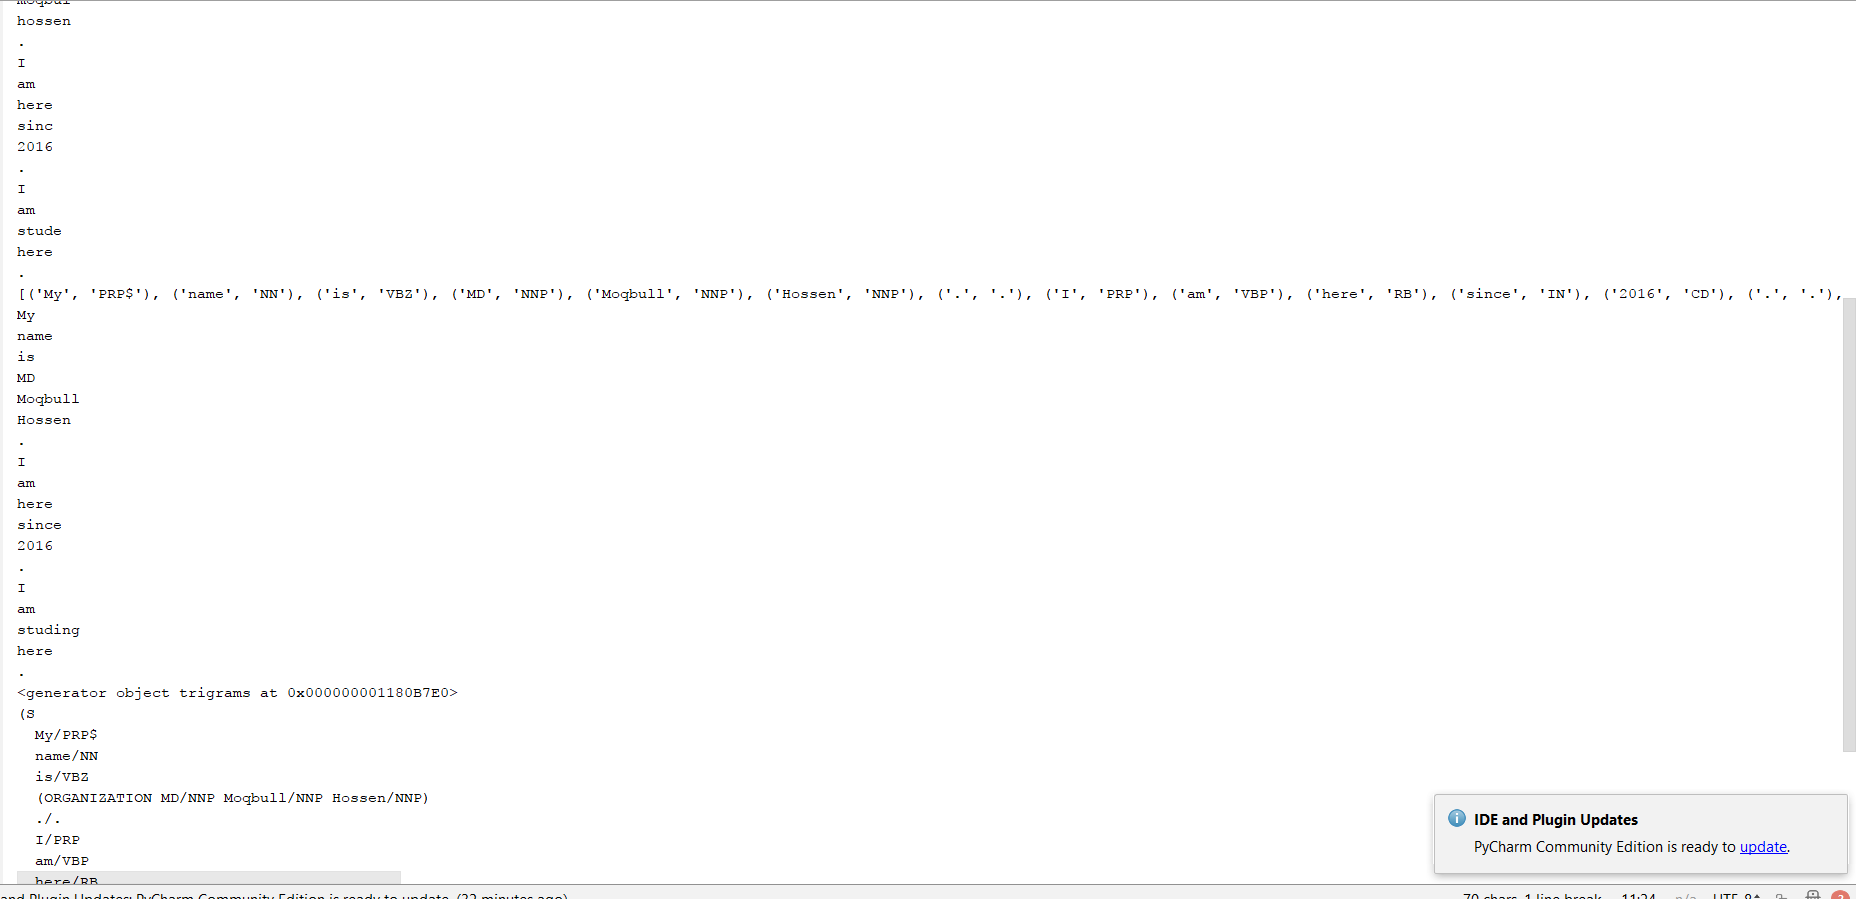 moqbul
hossen
.
I
am
here
sinc
2016
.
I
am
stude
here
.
[('My', 'PRP$'), ('name', 'NN'), ('is', 'VBZ'), ('MD', 'NNP'), ('Moqbull', 'NNP'), ('Hossen', 'NNP'), ('.', '.'), ('I', 'PRP'), ('am', 'VBP'), ('here', 'RB'), ('since', 'IN'), ('2016', 'CD'), ('.', '.'),
My
name
is
MD
Moqbull
Hossen
.
I
am
here
since
2016
.
I
am
studing
here
.
<generator object trigrams at 0x000000001180B7E0>
(S
My/PRP$
name/NN
is/VBZ
(ORGANIZATION MD/NNP Moqbull/NNP Hossen/NNP)
./.
I/PRP
am/VBP
here/RB
IDE and Plugin Updates
PyCharm Community Edition is ready to update.
and Plugin Updates: PyCharm Community Edition is ready to update. (22 minutes ago)
70 chars, 1 line break 11:24 n/a UTF-8